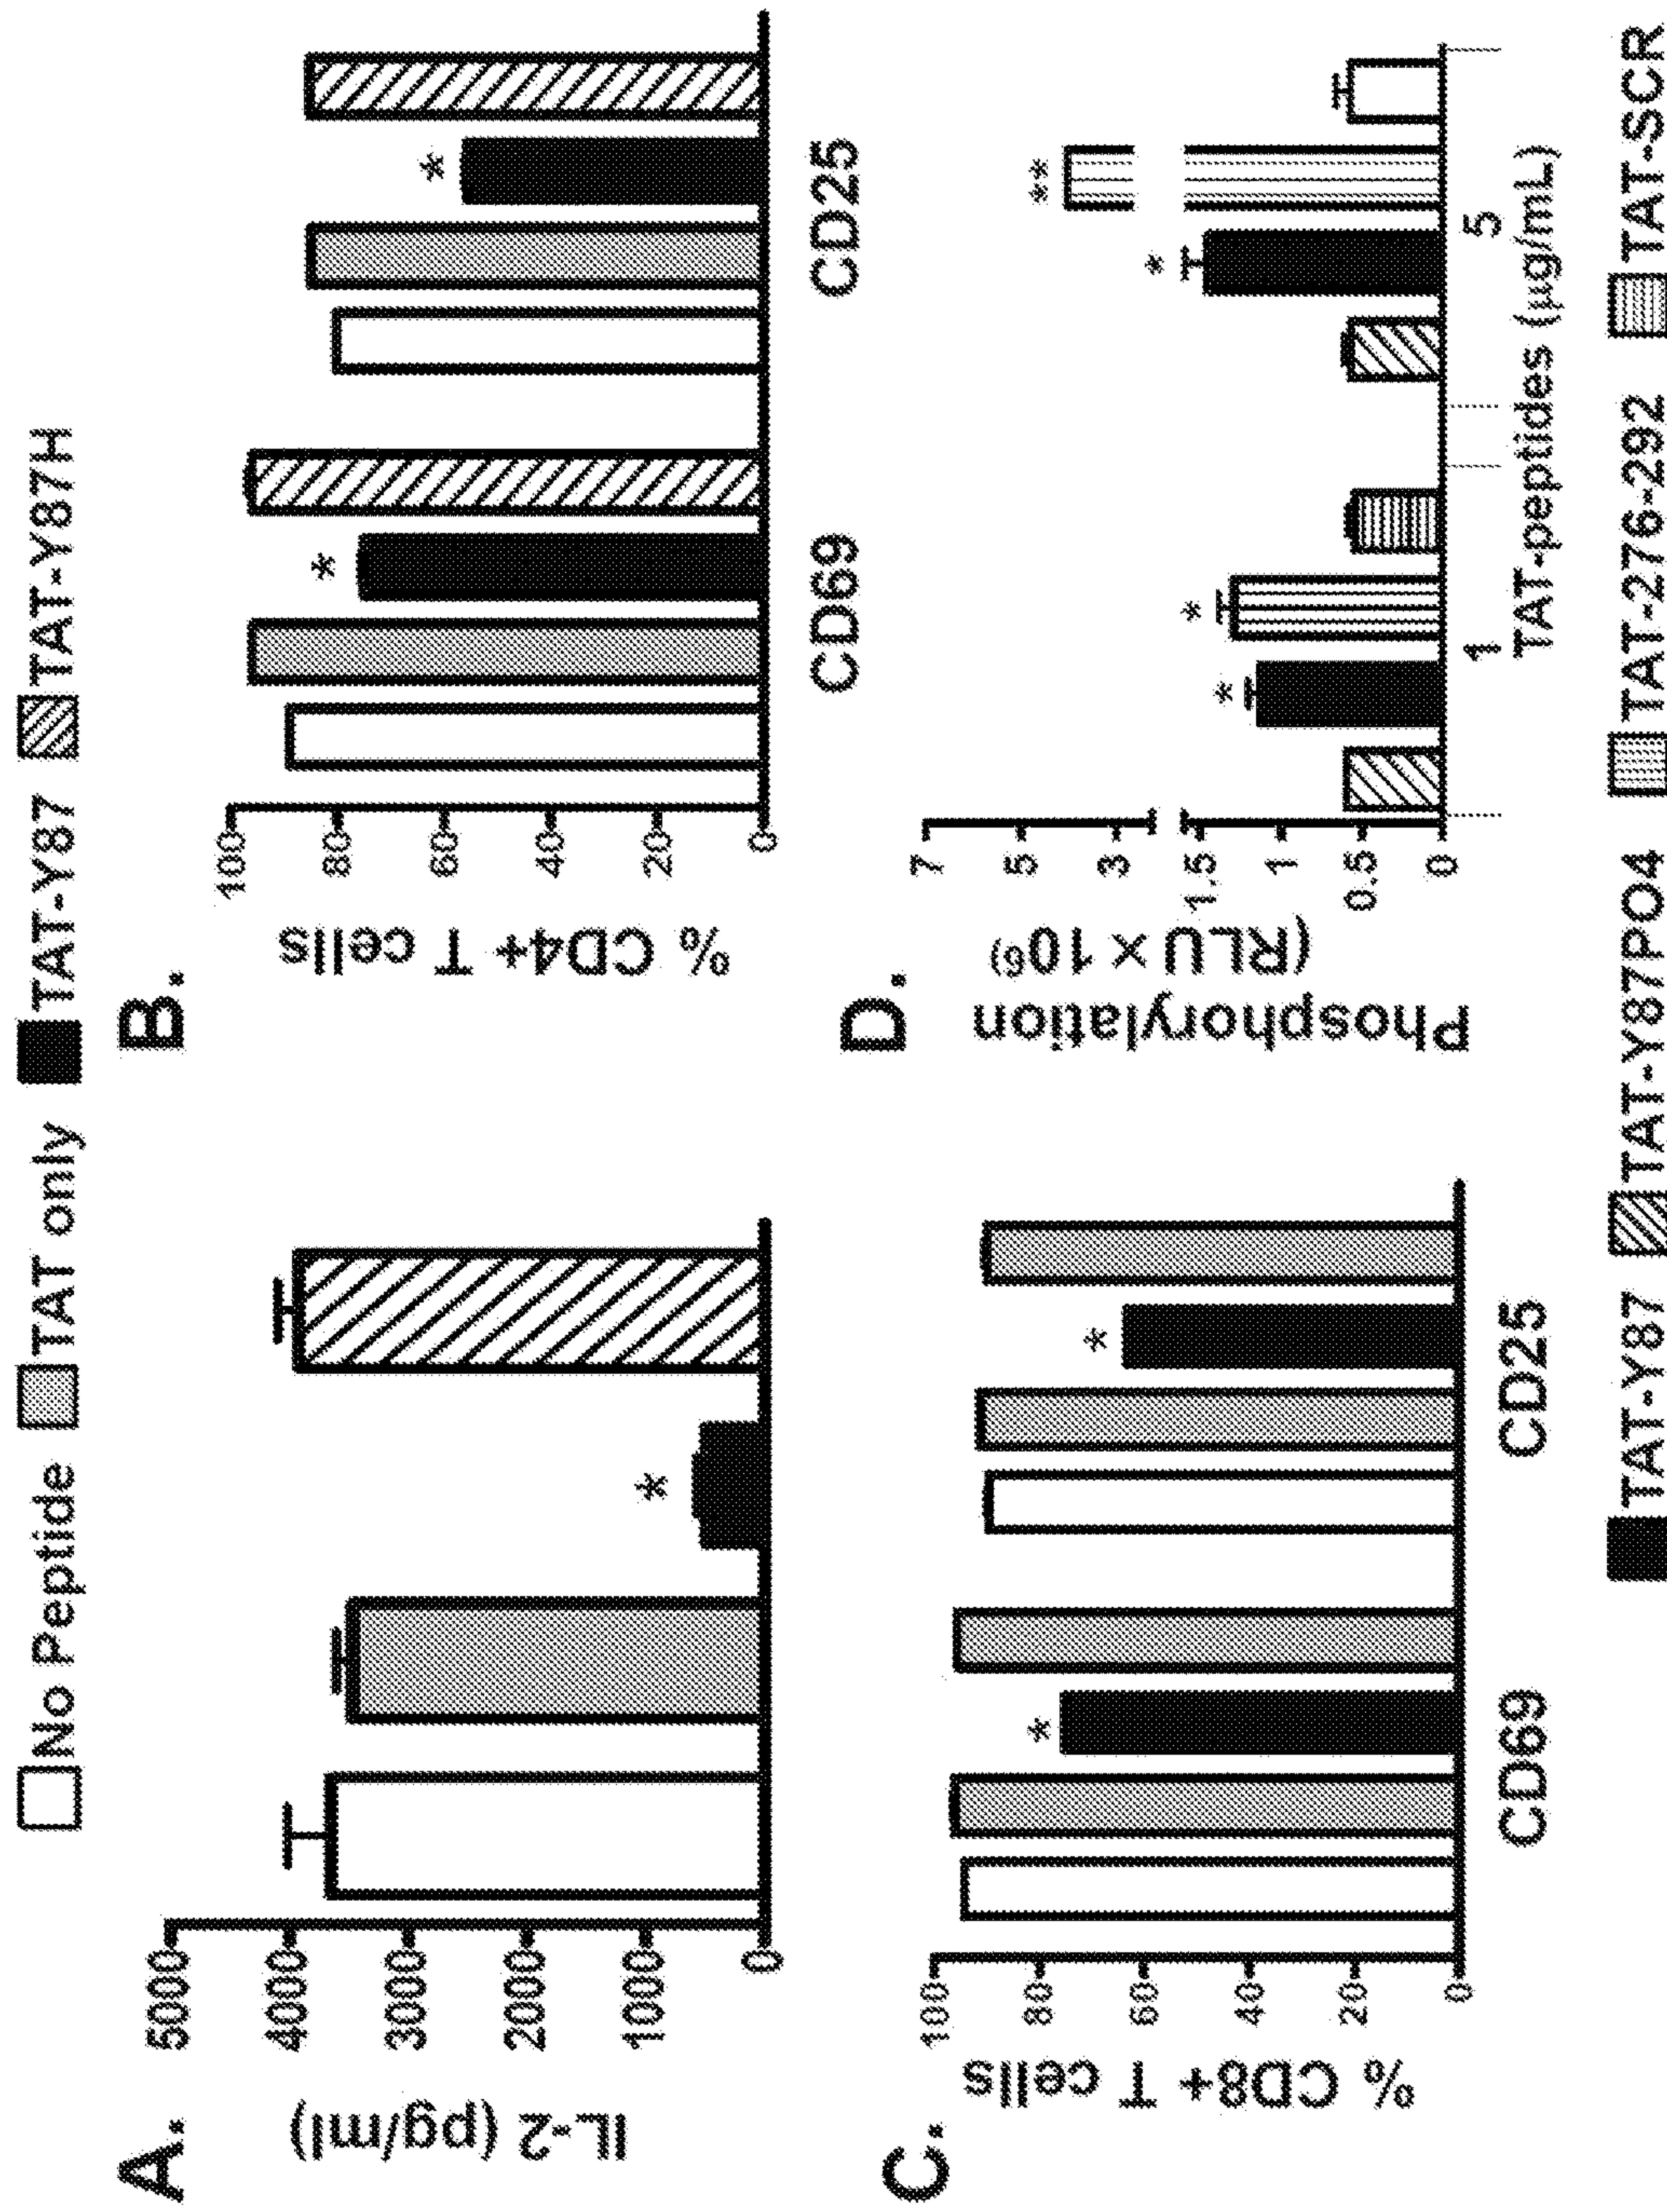 No Peptide TAT only TAT-Y87 TAT-Y87H
A.
IL-2 (pg/ml)
5000
4000
3000
2000
1000
0
*
B.
% CD4+ T cells
100
80
60
40
20
0
*
*
CD69 CD25
C.
% CD8+ T cells
100
80
60
40
20
0
*
*
CD69 CD25
D.
Phosphorylation
(RLU × 10⁶)
7
5
3
1.5
1
0.5
0
*
*
*
**
1 5
TAT-peptides (µg/mL)
TAT-Y87 TAT-Y87PO4 TAT-276-292 TAT-SCR